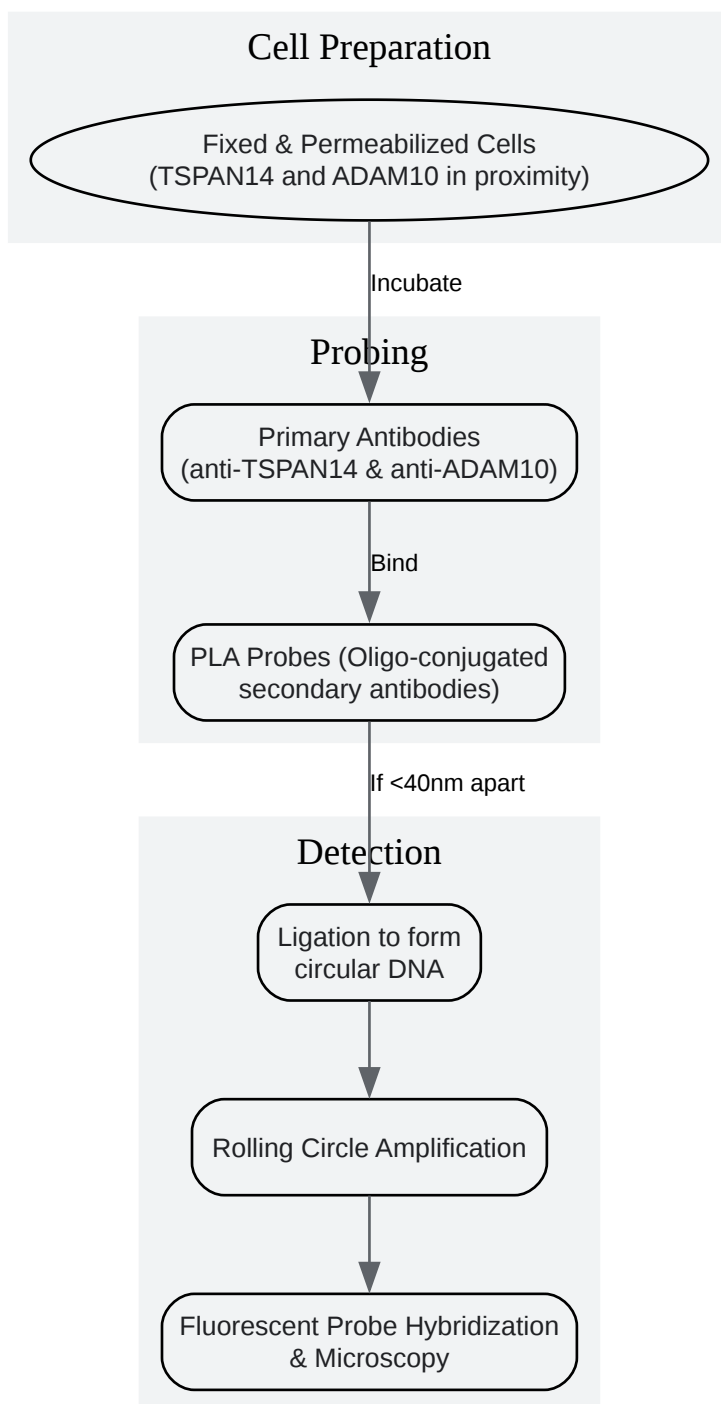 Cell Preparation
Fixed & Permeabilized Cells
(TSPAN14 and ADAM10 in proximity)
Incubate
Probing
Primary Antibodies
(anti-TSPAN14 & anti-ADAM10)
Bind
PLA Probes (Oligo-conjugated
secondary antibodies)
If <40nm apart
Detection
Ligation to form
circular DNA
Rolling Circle Amplification
Fluorescent Probe Hybridization
& Microscopy